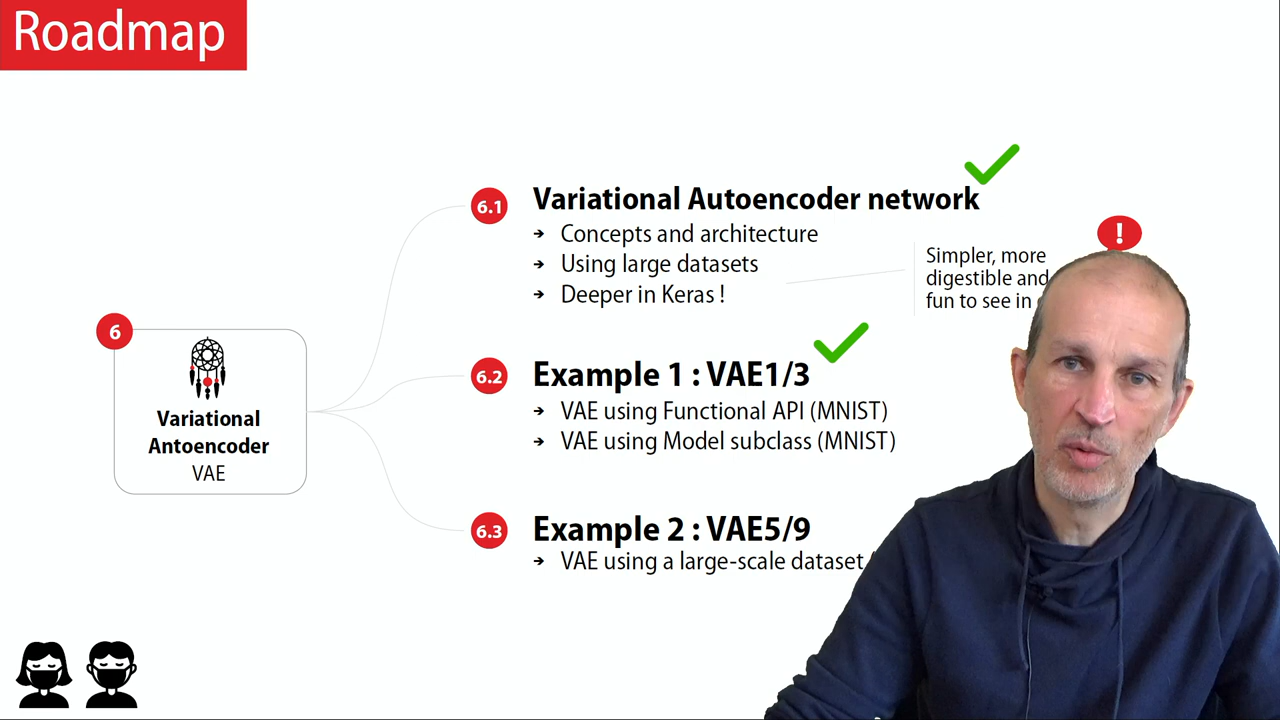 Roadmap
6.1
Variational Autoencoder network
➔ Concepts and architecture
➔ Using large datasets
➔ Deeper in Keras !
!
Simpler, more
digestible and
fun to see in
6
Variational
Antoencoder
VAE
6.2
Example 1 : VAE1/3
➔ VAE using Functional API (MNIST)
➔ VAE using Model subclass (MNIST)
6.3
Example 2 : VAE5/9
➔ VAE using a large-scale dataset